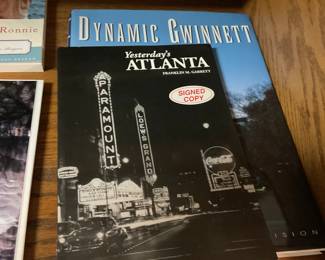 Ronnie
DYNAMIC GWINNETT
Yesterday's
ATLANTA
FRANKLIN M. GARRETT
SIGNED
COPY
PARAMOUNT
LOEW'S GRAND
Coca-Cola
ISION